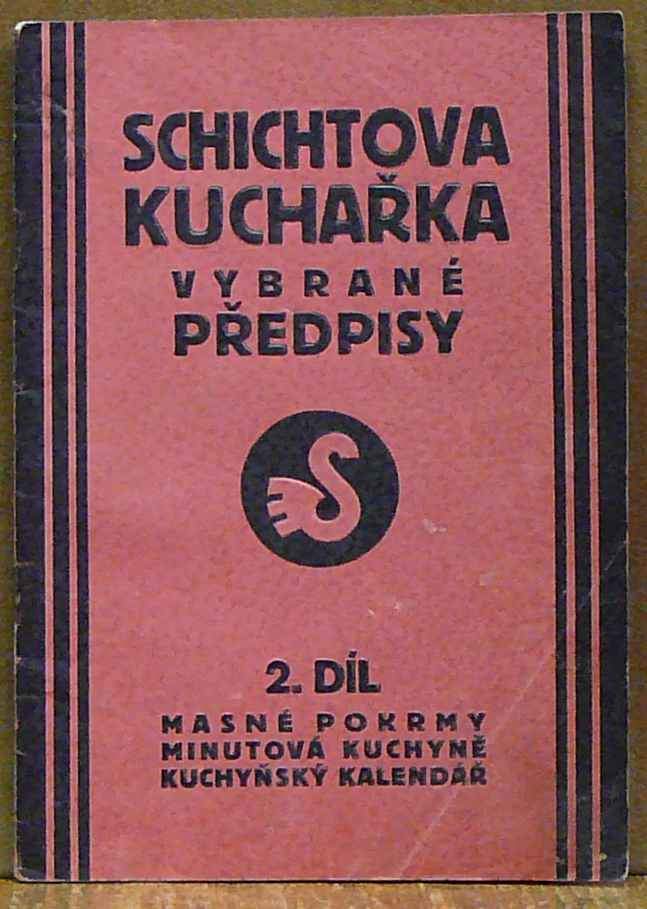 SCHICHTOVA
KUCHAŘKA
VYBRANÉ
PŘEDPISY
2. DÍL
MASNÉ POKRMY
MINUTOVÁ KUCHYNĚ
KUCHYŇSKÝ KALENDÁŘ